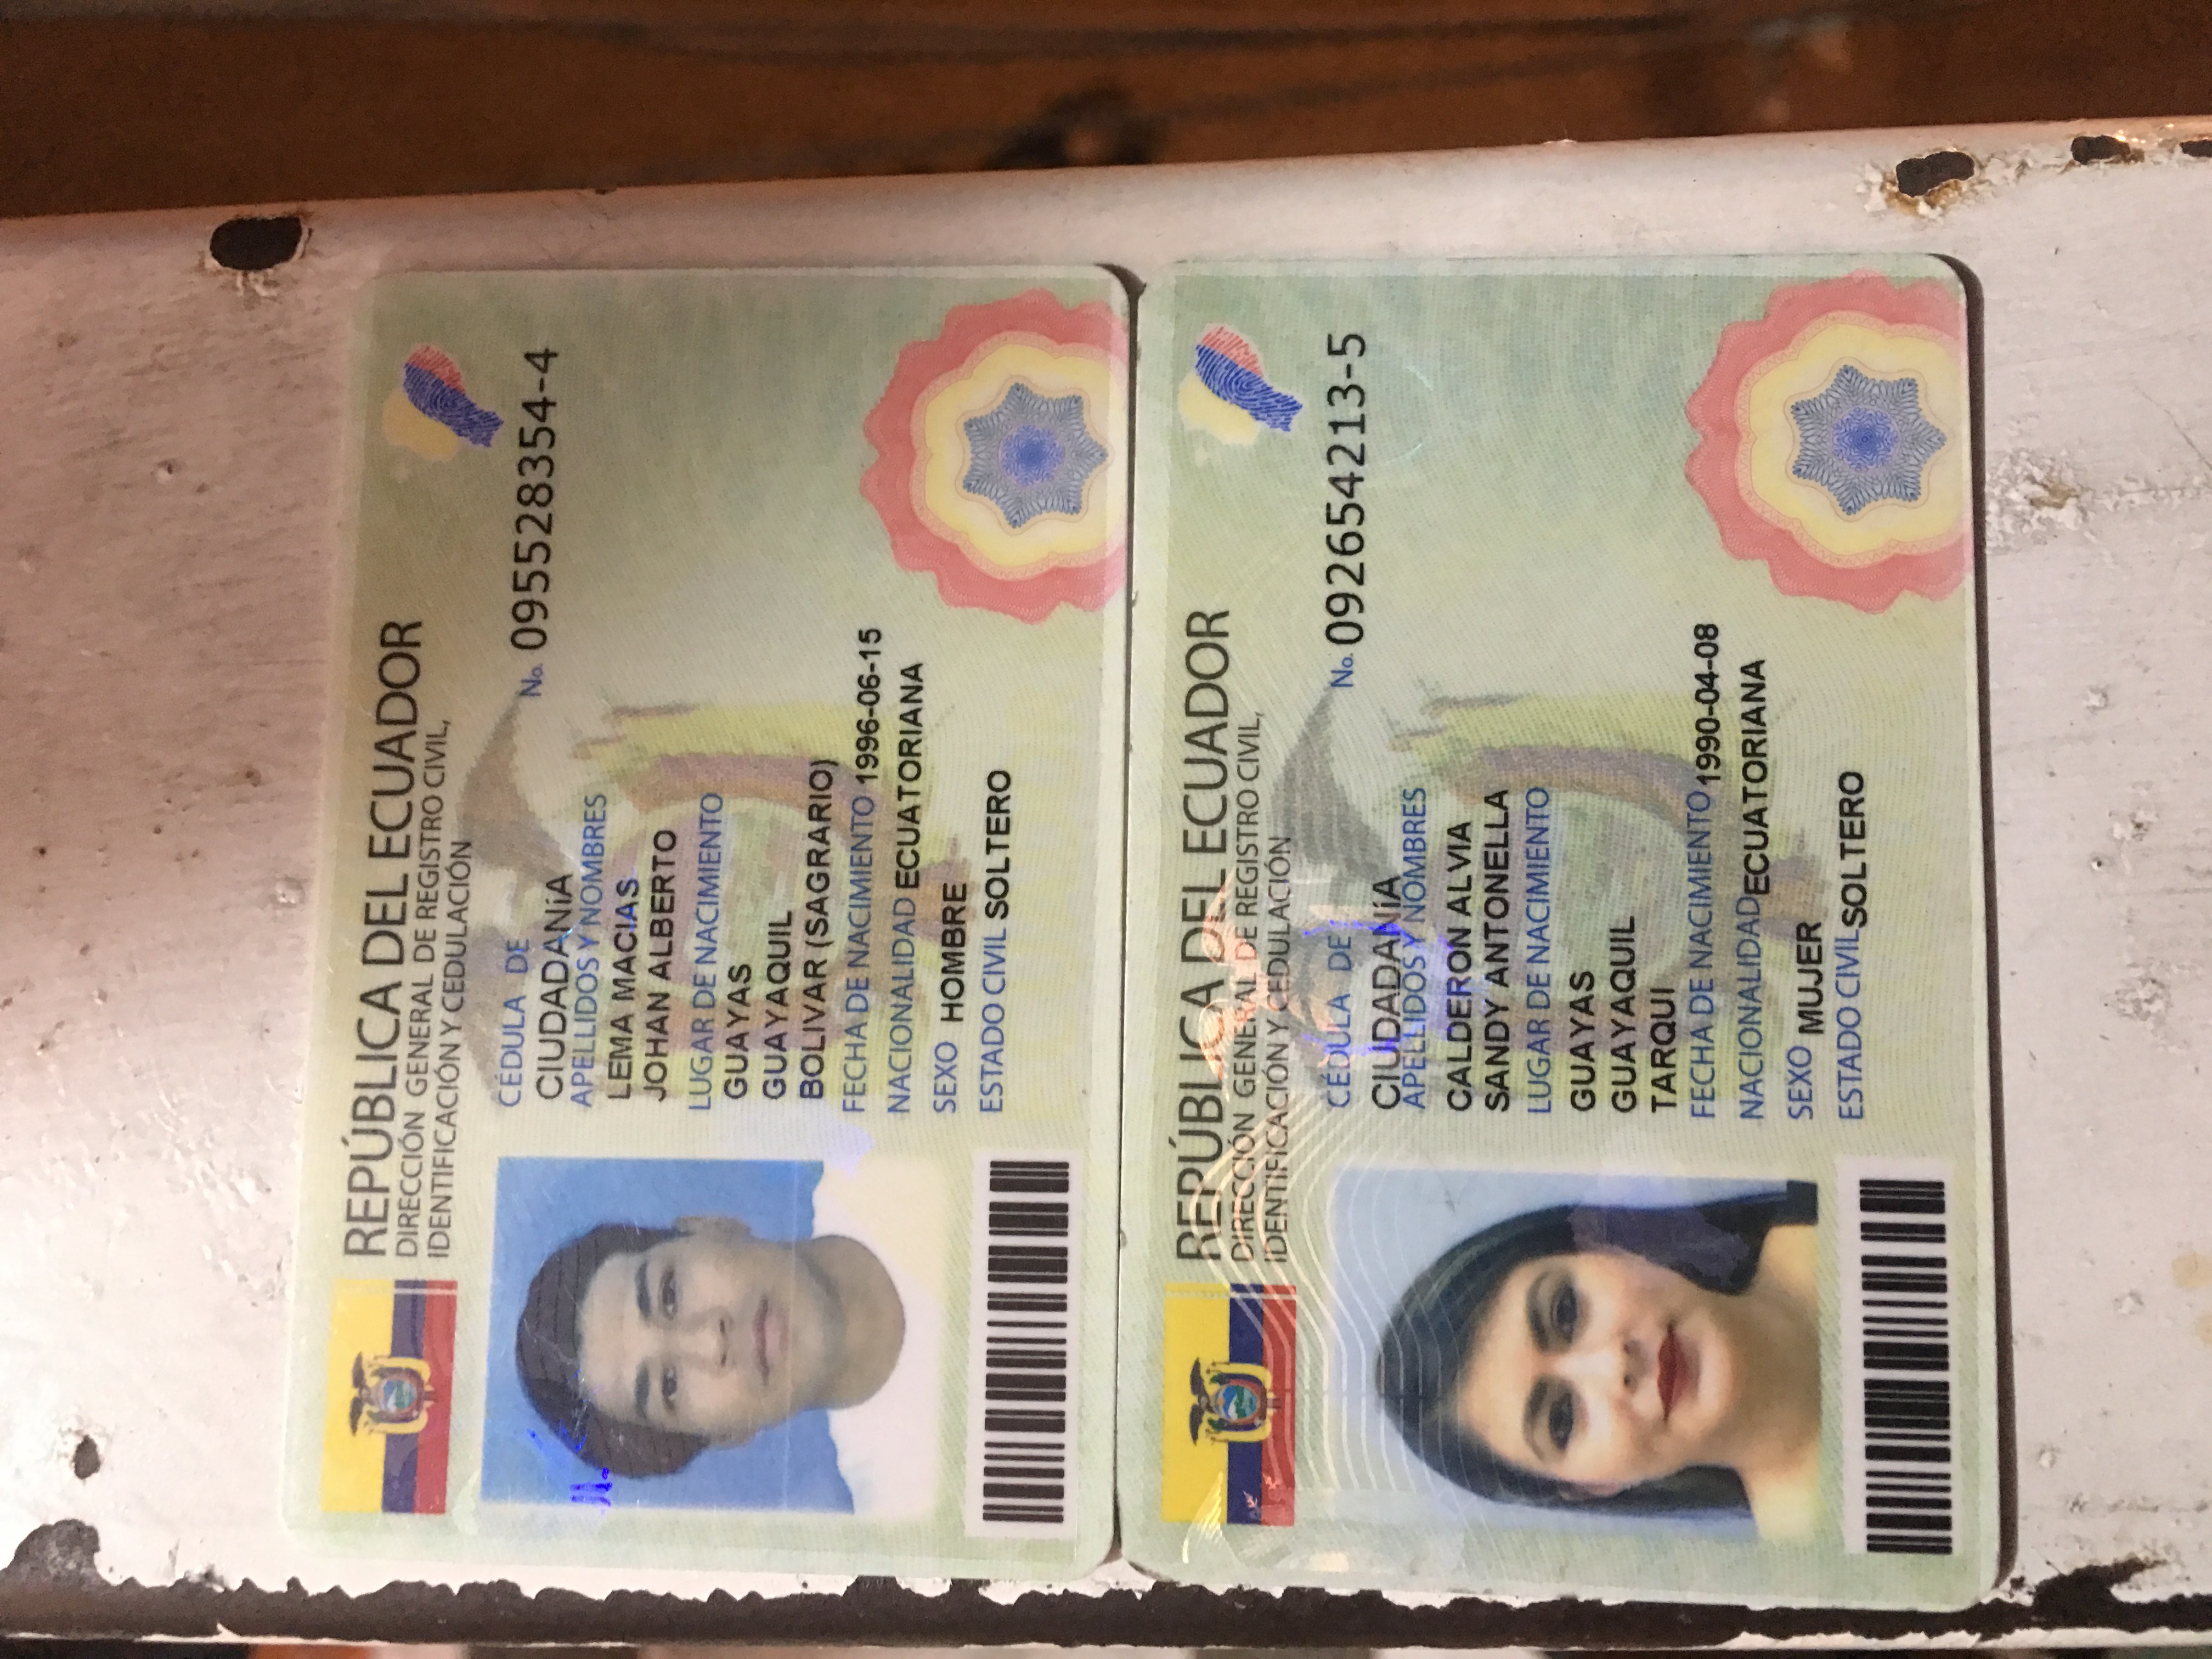 REPÚBLICA DEL ECUADOR
DIRECCIÓN GENERAL DE REGISTRO CIVIL,
IDENTIFICACIÓN Y CEDULACIÓN
CÉDULA DE
No. 095528354-4
CIUDADANíA
APELLIDOS Y NOMBRES
LEMA MACIAS
JOHAN ALBERTO
LUGAR DE NACIMIENTO
GUAYAS
GUAYAQUIL
BOLIVAR (SAGRARIO)
FECHA DE NACIMIENTO 1996-06-15
NACIONALIDAD ECUATORIANA
SEXO HOMBRE
ESTADO CIVIL SOLTERO
REPÚBLICA DEL ECUADOR
DIRECCIÓN GENERAL DE REGISTRO CIVIL,
IDENTIFICACIÓN Y CEDULACIÓN
CÉDULA DE
No. 092654213-5
CIUDADANíA
APELLIDOS Y NOMBRES
CALDERON ALVIA
SANDY ANTONELLA
LUGAR DE NACIMIENTO
GUAYAS
GUAYAQUIL
TARQUI
FECHA DE NACIMIENTO 1990-04-08
NACIONALIDAD ECUATORIANA
SEXO MUJER
ESTADO CIVIL SOLTERO